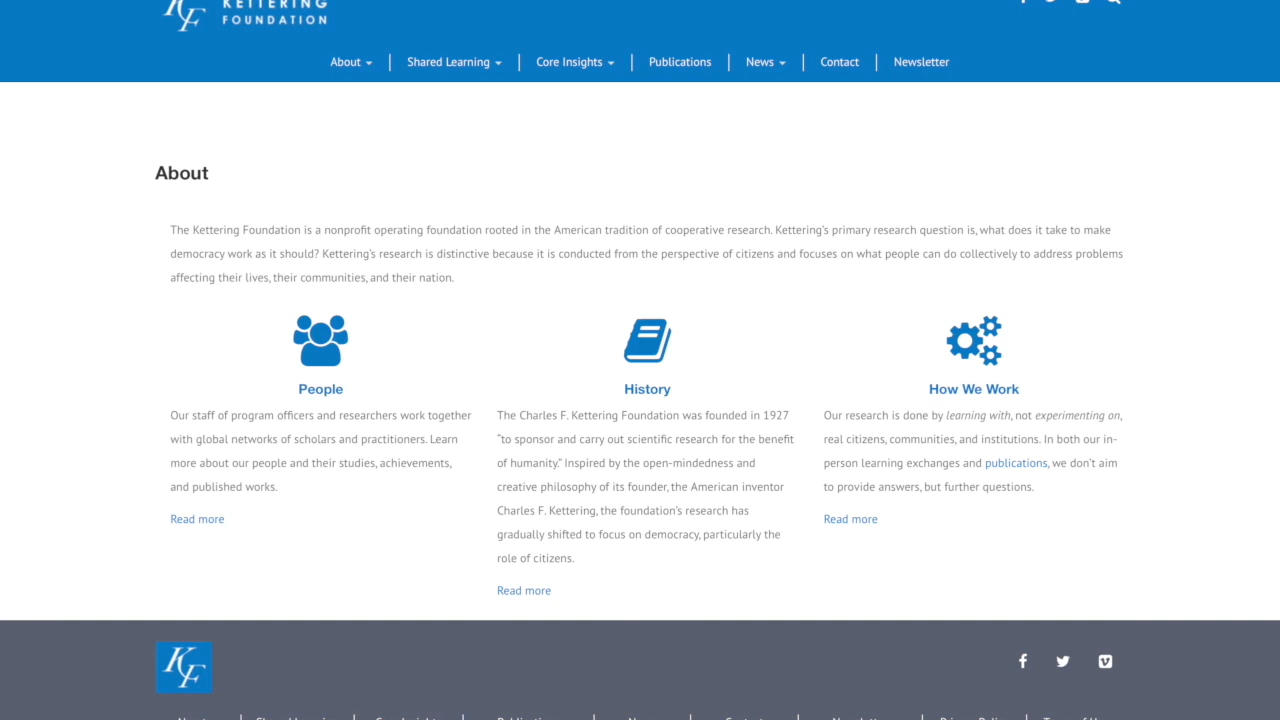 KETTERING
FOUNDATION
About
Shared Learning
Core Insights
Publications
News
Contact
Newsletter
About
The Kettering Foundation is a nonprofit operating foundation rooted in the American tradition of cooperative research. Kettering's primary research question is, what does it take to make
democracy work as it should? Kettering's research is distinctive because it is conducted from the perspective of citizens and focuses on what people can do collectively to address problems
affecting their lives, their communities, and their nation.
People
Our staff of program officers and researchers work together
with global networks of scholars and practitioners. Learn
more about our people and their studies, achievements,
and published works.
Read more
History
The Charles F. Kettering Foundation was founded in 1927
"to sponsor and carry out scientific research for the benefit
of humanity." Inspired by the open-mindedness and
creative philosophy of its founder, the American inventor
Charles F. Kettering, the foundation's research has
gradually shifted to focus on democracy, particularly the
role of citizens.
Read more
How We Work
Our research is done by learning with, not experimenting on,
real citizens, communities, and institutions. In both our in-
person learning exchanges and publications, we don't aim
to provide answers, but further questions.
Read more
KF